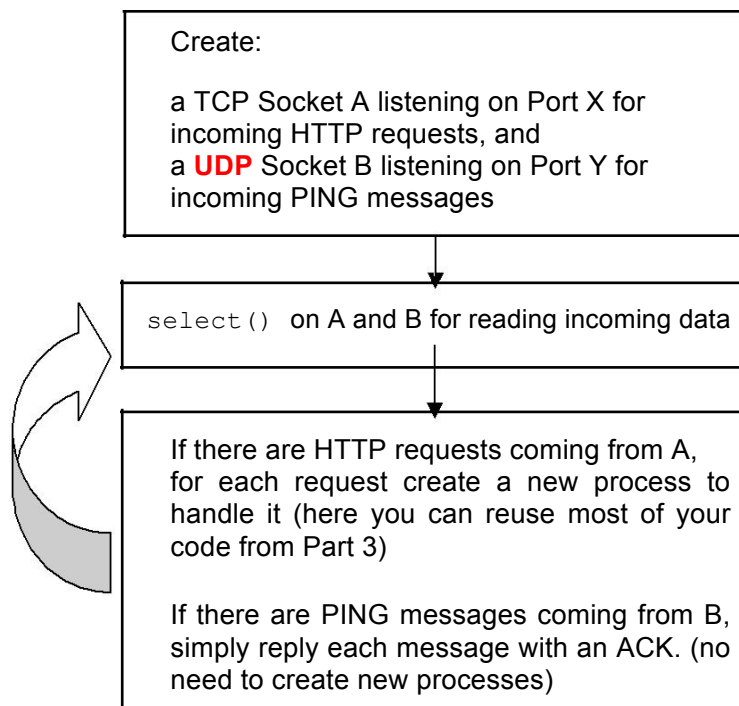 Create:
a TCP Socket A listening on Port X for
incoming HTTP requests, and
a UDP Socket B listening on Port Y for
incoming PING messages
select() on A and B for reading incoming data
If there are HTTP requests coming from A,
for each request create a new process to
handle it (here you can reuse most of your
code from Part 3)
If there are PING messages coming from B,
simply reply each message with an ACK. (no
need to create new processes)